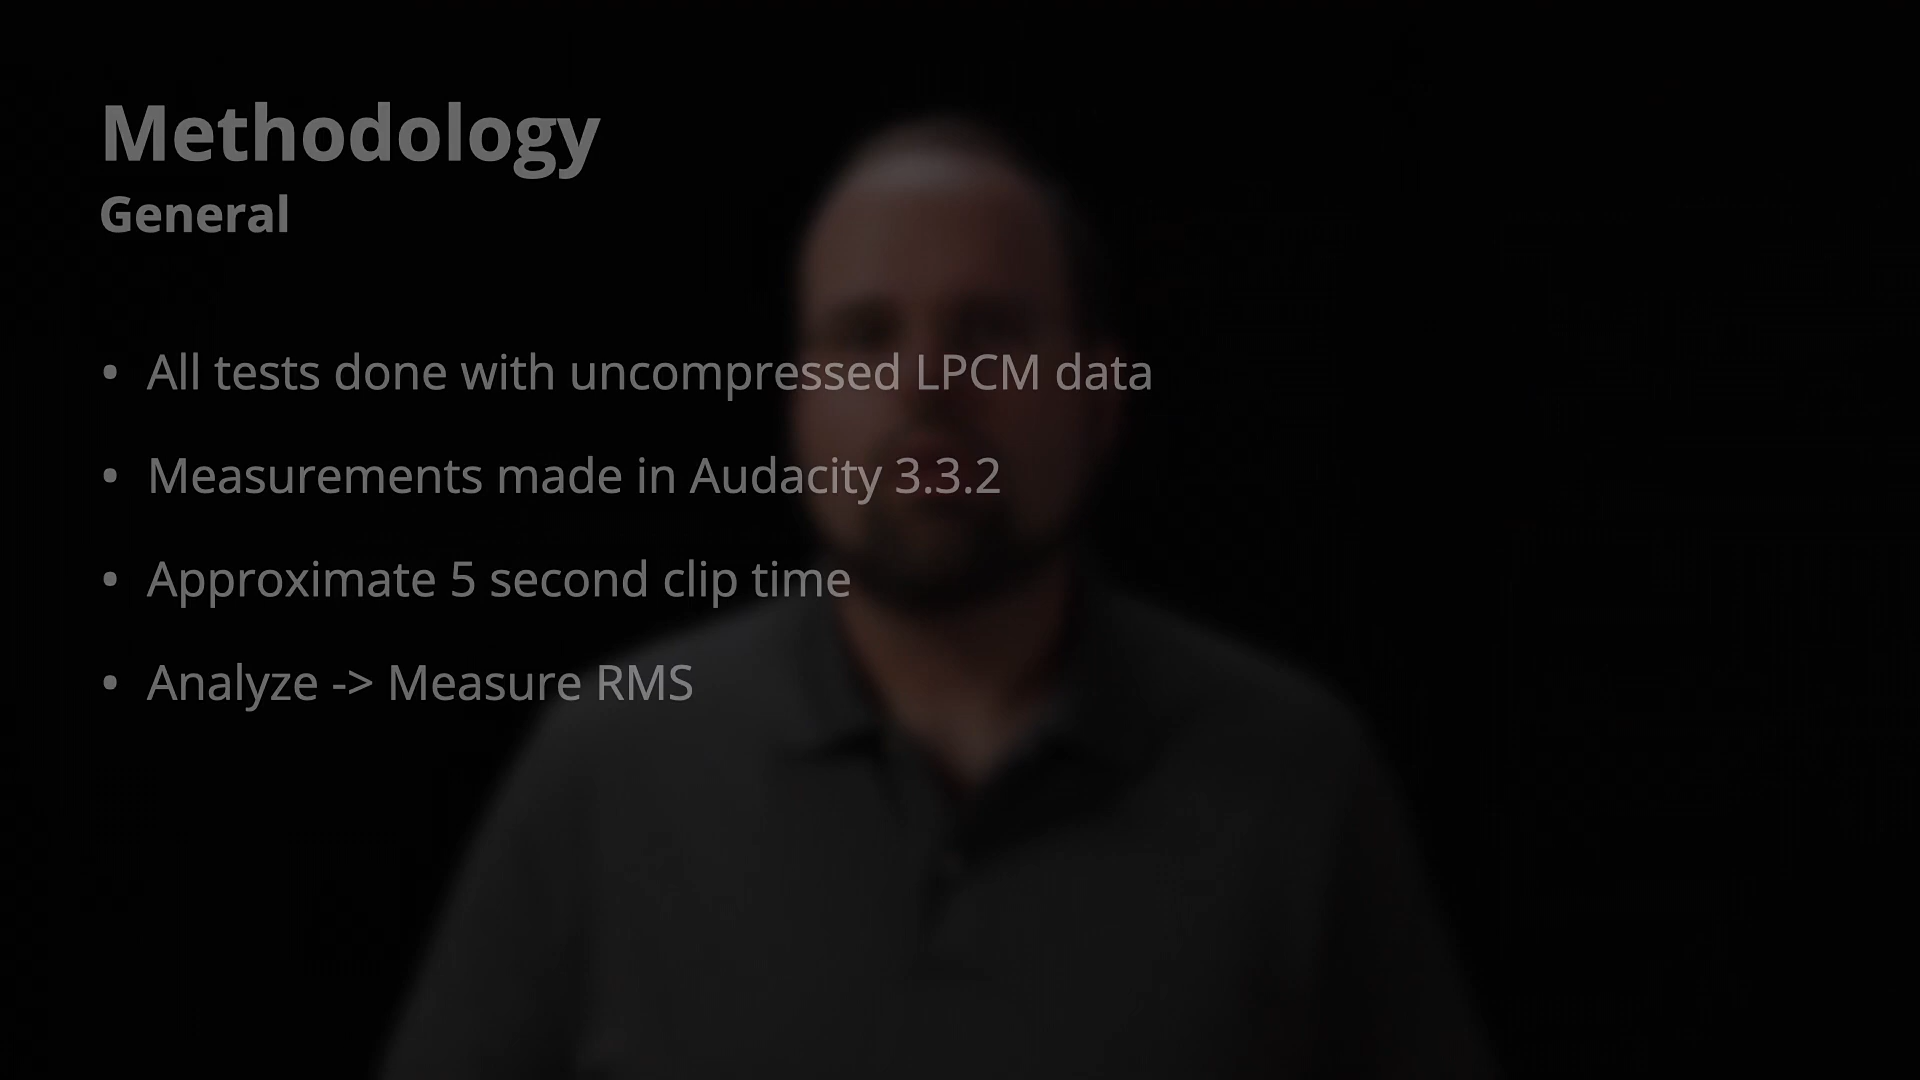 Methodology
General
• All tests done with uncompressed LPCM data
• Measurements made in Audacity 3.3.2
• Approximate 5 second clip time
• Analyze -> Measure RMS